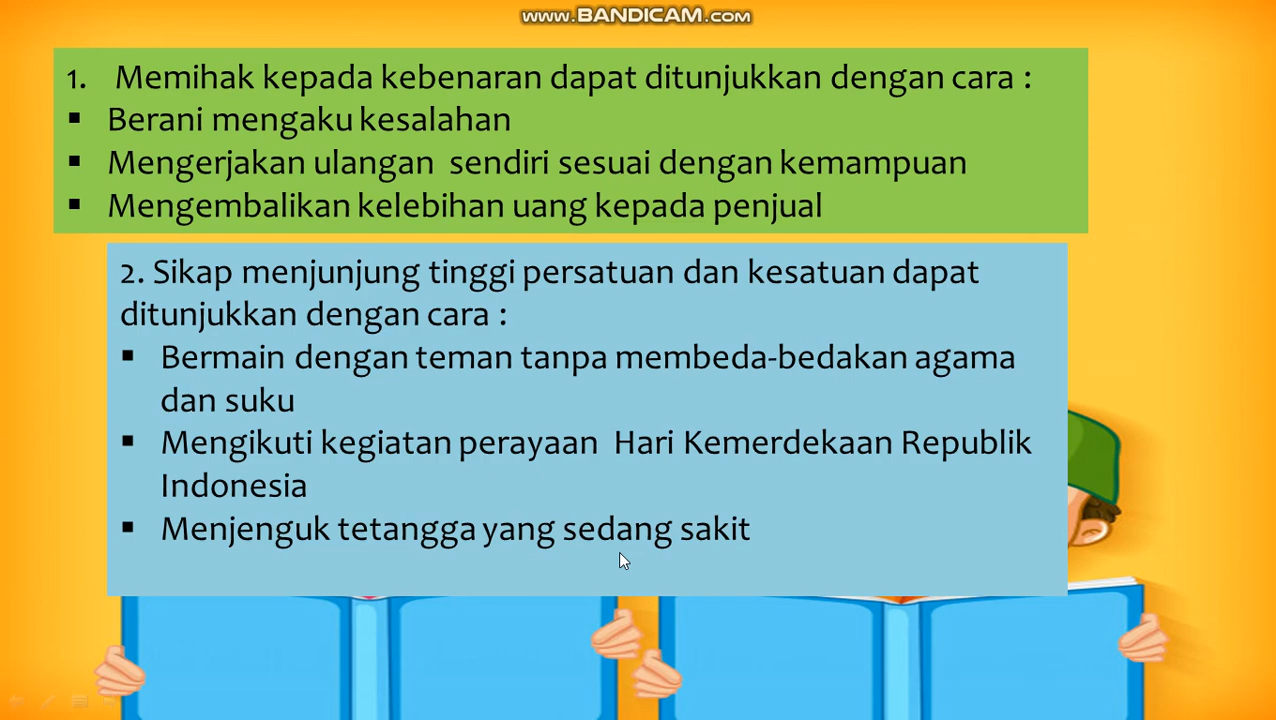 www.BANDICAM.com
1. Memihak kepada kebenaran dapat ditunjukkan dengan cara :
▪ Berani mengaku kesalahan
▪ Mengerjakan ulangan sendiri sesuai dengan kemampuan
▪ Mengembalikan kelebihan uang kepada penjual
2. Sikap menjunjung tinggi persatuan dan kesatuan dapat
ditunjukkan dengan cara :
▪ Bermain dengan teman tanpa membeda-bedakan agama
dan suku
▪ Mengikuti kegiatan perayaan Hari Kemerdekaan Republik
Indonesia
▪ Menjenguk tetangga yang sedang sakit